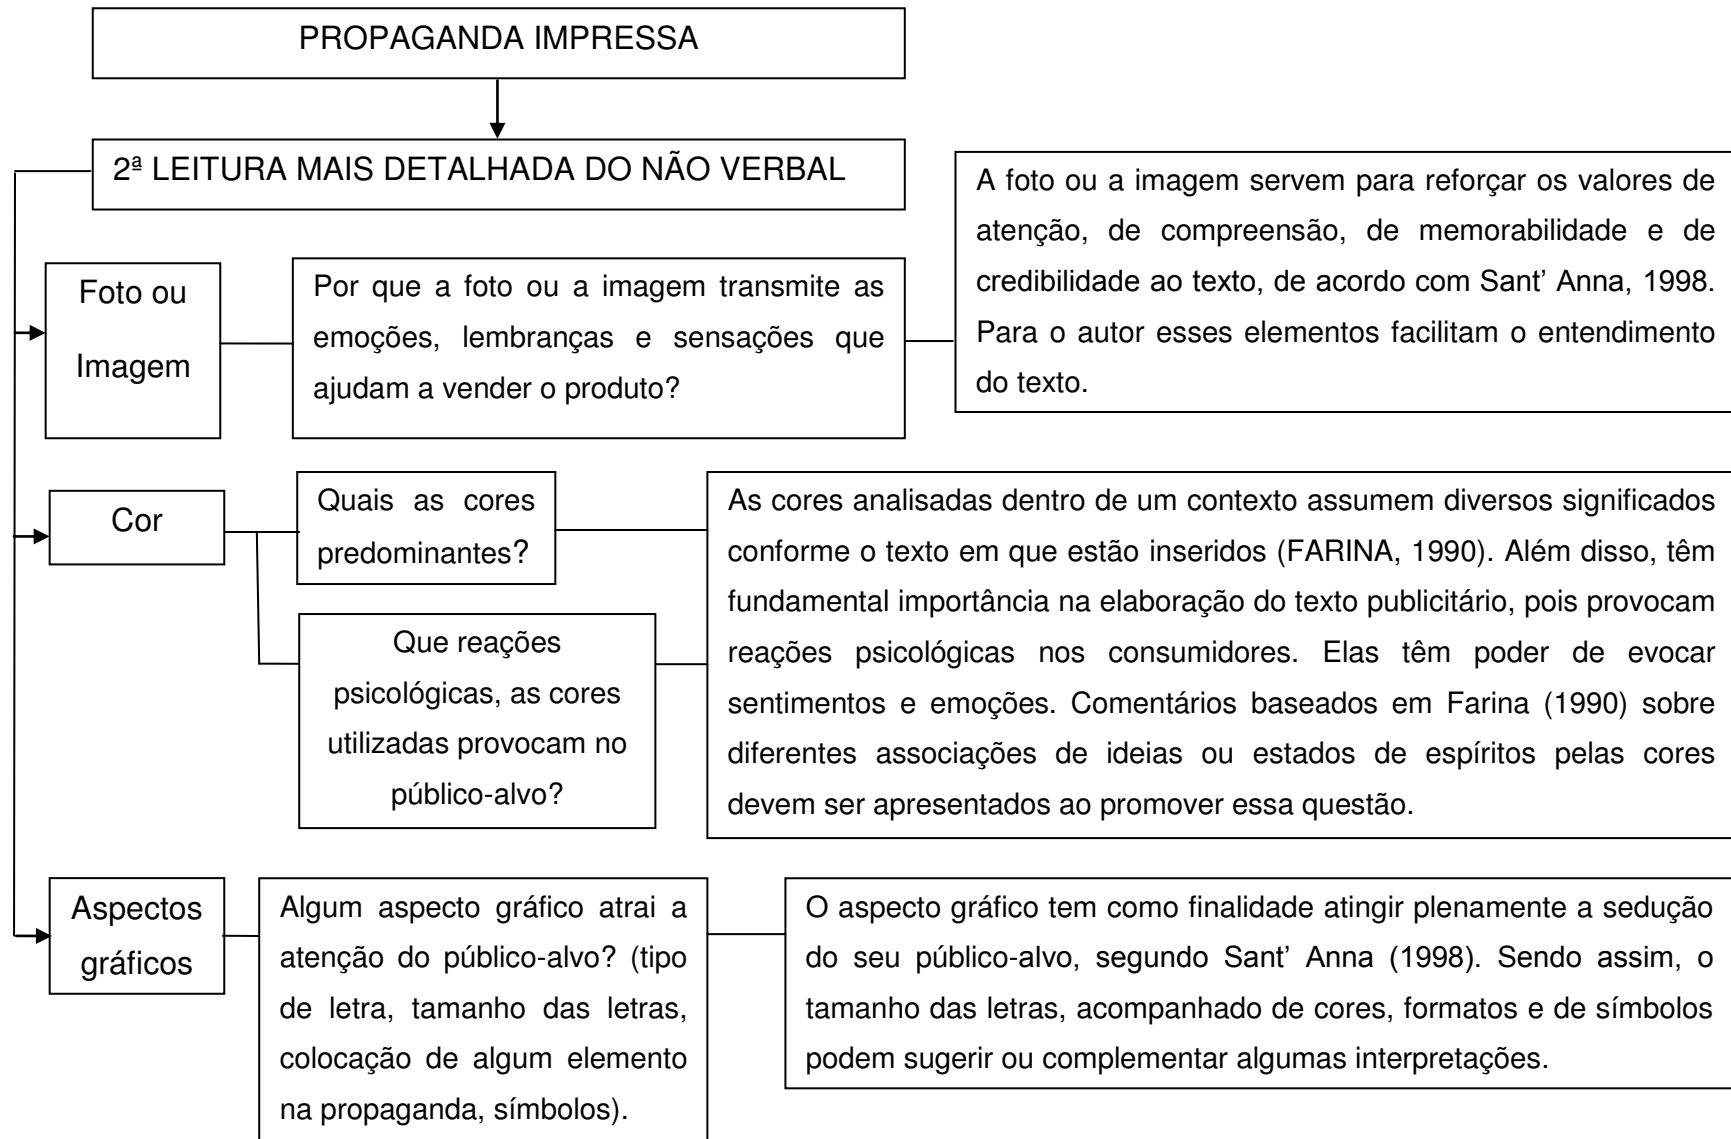 PROPAGANDA IMPRESSA
2ª LEITURA MAIS DETALHADA DO NÃO VERBAL
Foto ou
Imagem
Por que a foto ou a imagem transmite as
emoções, lembranças e sensações que
ajudam a vender o produto?
A foto ou a imagem servem para reforçar os valores de
atenção, de compreensão, de memorabilidade e de
credibilidade ao texto, de acordo com Sant’ Anna, 1998.
Para o autor esses elementos facilitam o entendimento
do texto.
Cor
Quais as cores
predominantes?
Que reações
psicológicas, as cores
utilizadas provocam no
público-alvo?
As cores analisadas dentro de um contexto assumem diversos significados
conforme o texto em que estão inseridos (FARINA, 1990). Além disso, têm
fundamental importância na elaboração do texto publicitário, pois provocam
reações psicológicas nos consumidores. Elas têm poder de evocar
sentimentos e emoções. Comentários baseados em Farina (1990) sobre
diferentes associações de ideias ou estados de espíritos pelas cores
devem ser apresentados ao promover essa questão.
Aspectos
gráficos
Algum aspecto gráfico atrai a
atenção do público-alvo? (tipo
de letra, tamanho das letras,
colocação de algum elemento
na propaganda, símbolos).
O aspecto gráfico tem como finalidade atingir plenamente a sedução
do seu público-alvo, segundo Sant’ Anna (1998). Sendo assim, o
tamanho das letras, acompanhado de cores, formatos e de símbolos
podem sugerir ou complementar algumas interpretações.